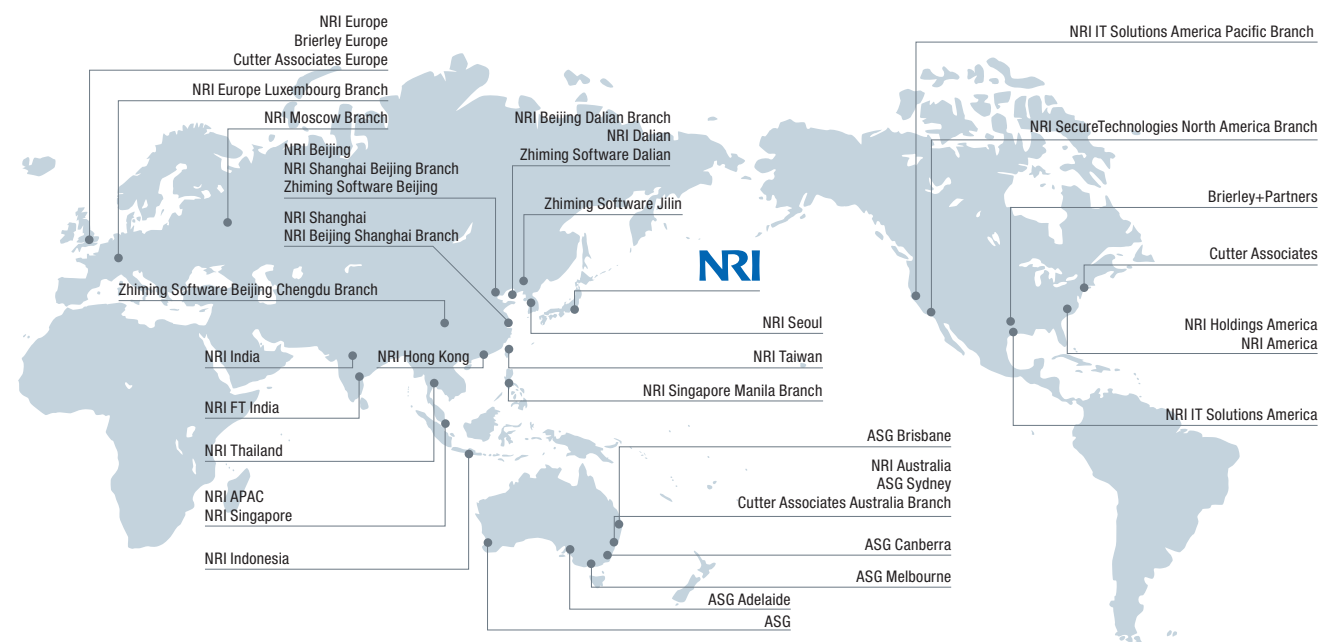 NRI Europe
Brierley Europe
Cutter Associates Europe
NRI Europe Luxembourg Branch
NRI Moscow Branch
NRI Beijing
NRI Shanghai Beijing Branch
Zhiming Software Beijing
NRI Shanghai
NRI Beijing Shanghai Branch
Zhiming Software Beijing Chengdu Branch
NRI India
NRI Hong Kong
NRI FT India
NRI Thailand
NRI APAC
NRI Singapore
NRI Indonesia
NRI Beijing Dalian Branch
NRI Dalian
Zhiming Software Dalian
Zhiming Software Jilin
NRI
NRI Seoul
NRI Taiwan
NRI Singapore Manila Branch
ASG Brisbane
NRI Australia
ASG Sydney
Cutter Associates Australia Branch
ASG Canberra
ASG Melbourne
ASG Adelaide
ASG
NRI IT Solutions America Pacific Branch
NRI SecureTechnologies North America Branch
Brierley+Partners
Cutter Associates
NRI Holdings America
NRI America
NRI IT Solutions America